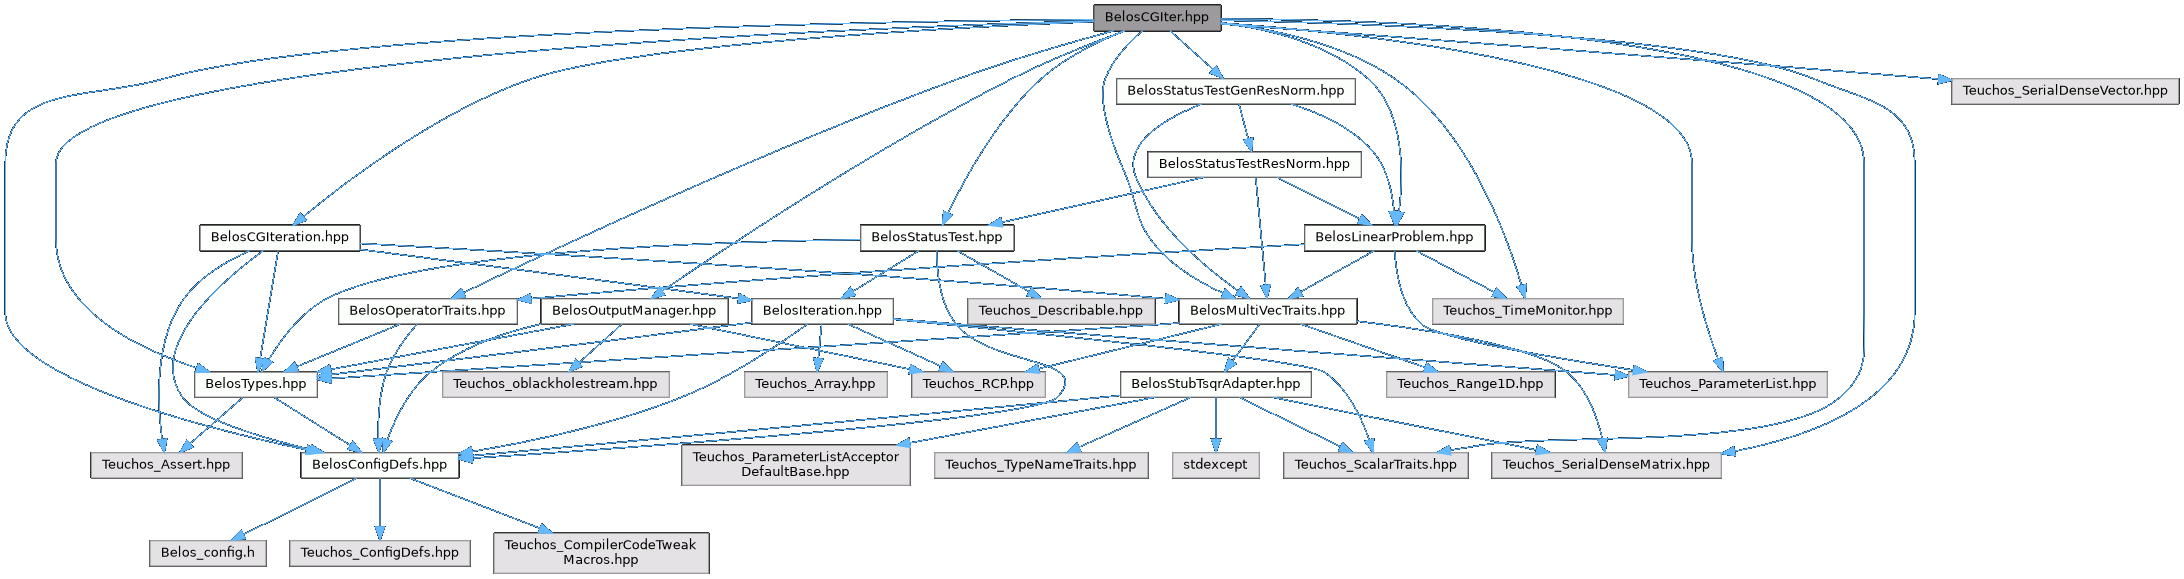 BelosCGIter.hpp
BelosStatusTestGenResNorm.hpp
Teuchos_SerialDenseVector.hpp
BelosStatusTestResNorm.hpp
BelosCGIteration.hpp
BelosStatusTest.hpp
BelosLinearProblem.hpp
BelosOperatorTraits.hpp
BelosOutputManager.hpp
BelosIteration.hpp
Teuchos_Describable.hpp
BelosMultiVecTraits.hpp
Teuchos_TimeMonitor.hpp
BelosTypes.hpp
Teuchos_oblackholestream.hpp
Teuchos_Array.hpp
Teuchos_RCP.hpp
BelosStubTsqrAdapter.hpp
Teuchos_Range1D.hpp
Teuchos_ParameterList.hpp
Teuchos_Assert.hpp
BelosConfigDefs.hpp
Teuchos_ParameterListAcceptor
DefaultBase.hpp
Teuchos_TypeNameTraits.hpp
stdexcept
Teuchos_ScalarTraits.hpp
Teuchos_SerialDenseMatrix.hpp
Belos_config.h
Teuchos_ConfigDefs.hpp
Teuchos_CompilerCodeTweak
Macros.hpp